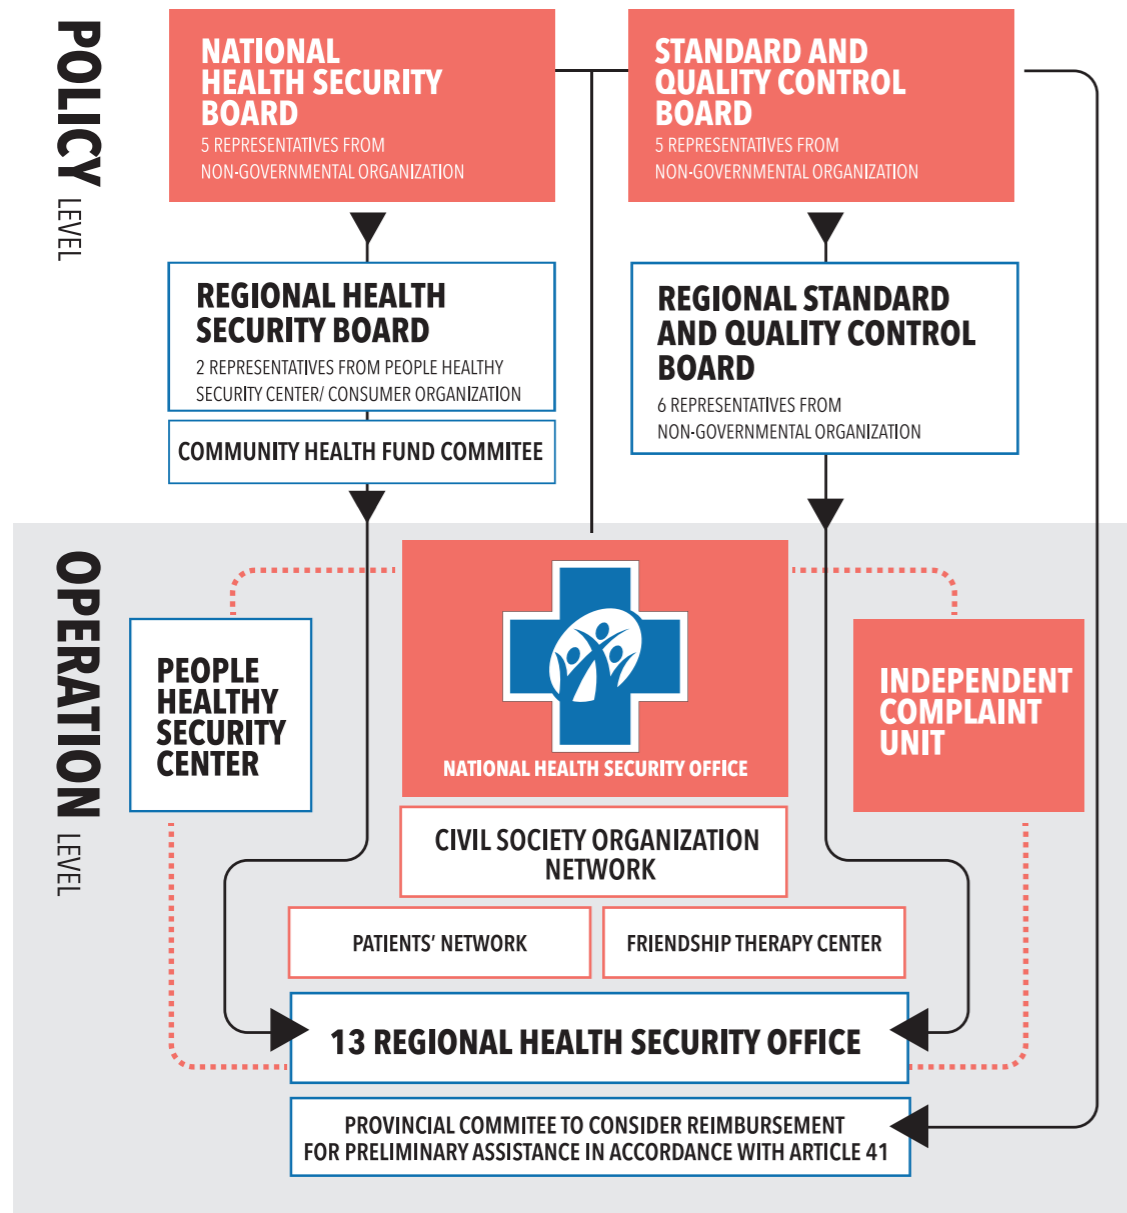 POLICY LEVEL
NATIONAL
HEALTH SECURITY
BOARD
5 REPRESENTATIVES FROM
NON-GOVERNMENTAL ORGANIZATION
STANDARD AND
QUALITY CONTROL
BOARD
5 REPRESENTATIVES FROM
NON-GOVERNMENTAL ORGANIZATION
REGIONAL HEALTH
SECURITY BOARD
2 REPRESENTATIVES FROM PEOPLE HEALTHY
SECURITY CENTER/ CONSUMER ORGANIZATION
COMMUNITY HEALTH FUND COMMITEE
REGIONAL STANDARD
AND QUALITY CONTROL
BOARD
6 REPRESENTATIVES FROM
NON-GOVERNMENTAL ORGANIZATION
OPERATION LEVEL
PEOPLE
HEALTHY
SECURITY
CENTER
NATIONAL HEALTH SECURITY OFFICE
INDEPENDENT
COMPLAINT
UNIT
CIVIL SOCIETY ORGANIZATION
NETWORK
PATIENTS' NETWORK
FRIENDSHIP THERAPY CENTER
13 REGIONAL HEALTH SECURITY OFFICE
PROVINCIAL COMMITEE TO CONSIDER REIMBURSEMENT
FOR PRELIMINARY ASSISTANCE IN ACCORDANCE WITH ARTICLE 41